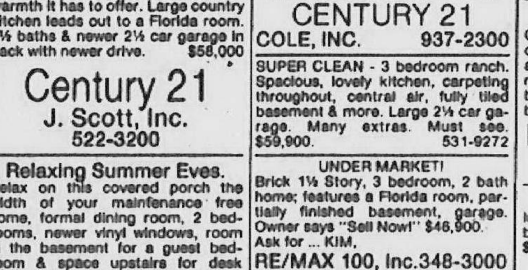 warmth it has to offer. Large country
kitchen leads out to a Florida room.
½ baths & newer 2½ car garage in
back with newer drive. $58,000
Century 21
J. Scott, Inc.
522-3200
Relaxing Summer Eves.
Relax on this covered porch the
width of your maintenance free
home, formal dining room, 2 bed-
rooms, newer vinyl windows, room
in the basement for a guest bed-
room & space upstairs for desk
CENTURY 21
COLE, INC. 937-2300
SUPER CLEAN - 3 bedroom ranch.
Spacious, lovely kitchen, carpeting
throughout, central air, fully tiled
basement & more. Large 2½ car ga-
rage. Many extras. Must see.
$59,900. 531-9272
UNDER MARKET!
Brick 1½ Story, 3 bedroom, 2 bath
home; features a Florida room, par-
tially finished basement, garage.
Owner says "Sell Now!" $46,900.
Ask for ... KIM,
RE/MAX 100, Inc.348-3000